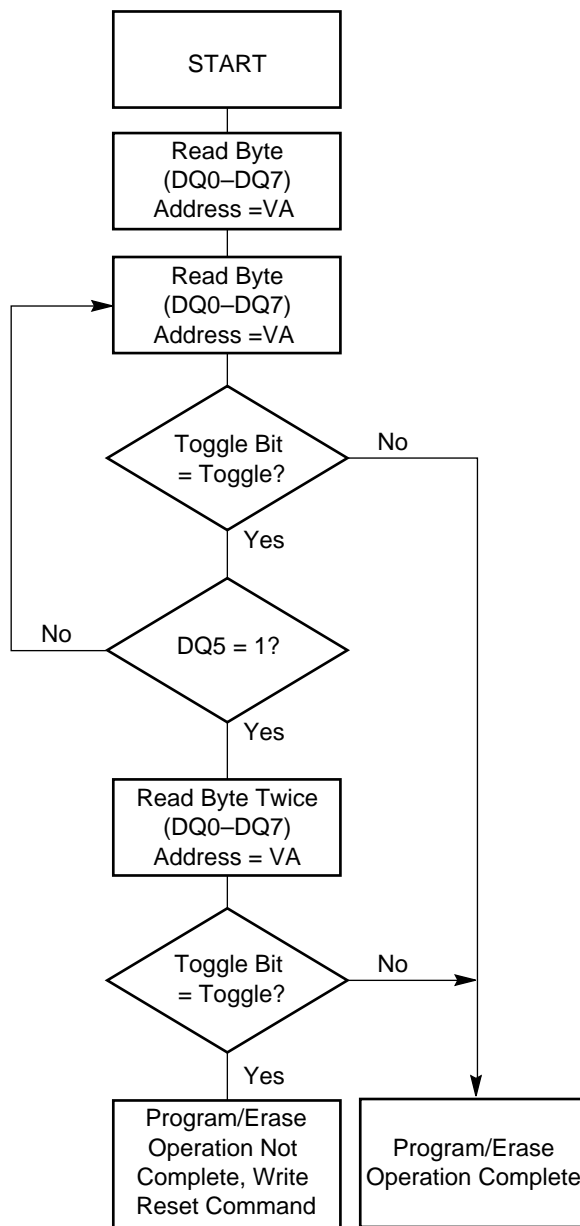 START
Read Byte
(DQ0–DQ7)
Address =VA
Read Byte
(DQ0–DQ7)
Address =VA
Toggle Bit
= Toggle?
No
Yes
No
DQ5 = 1?
Yes
Read Byte Twice
(DQ0–DQ7)
Address = VA
Toggle Bit
= Toggle?
No
Yes
Program/Erase
Operation Not
Complete, Write
Reset Command
Program/Erase
Operation Complete